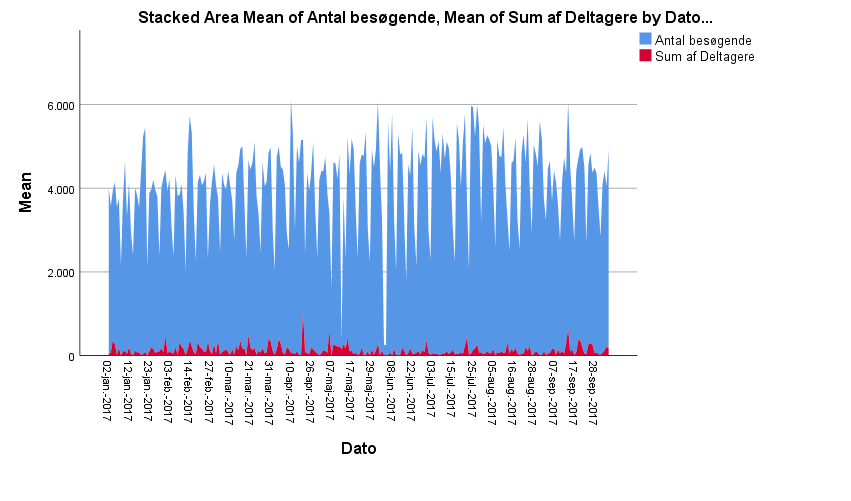 Stacked Area Mean of Antal besøgende, Mean of Sum af Deltagere by Dato...
Antal besøgende
Sum af Deltagere
6.000
4.000
2.000
0
Mean
02-jan.-2017
12-jan.-2017
23-jan.-2017
03-feb.-2017
14-feb.-2017
27-feb.-2017
10-mar.-2017
21-mar.-2017
31-mar.-2017
10-apr.-2017
26-apr.-2017
07-maj-2017
17-maj-2017
29-maj-2017
08-jun.-2017
22-jun.-2017
03-jul.-2017
15-jul.-2017
25-jul.-2017
05-aug.-2017
16-aug.-2017
28-aug.-2017
07-sep.-2017
17-sep.-2017
28-sep.-2017
Dato